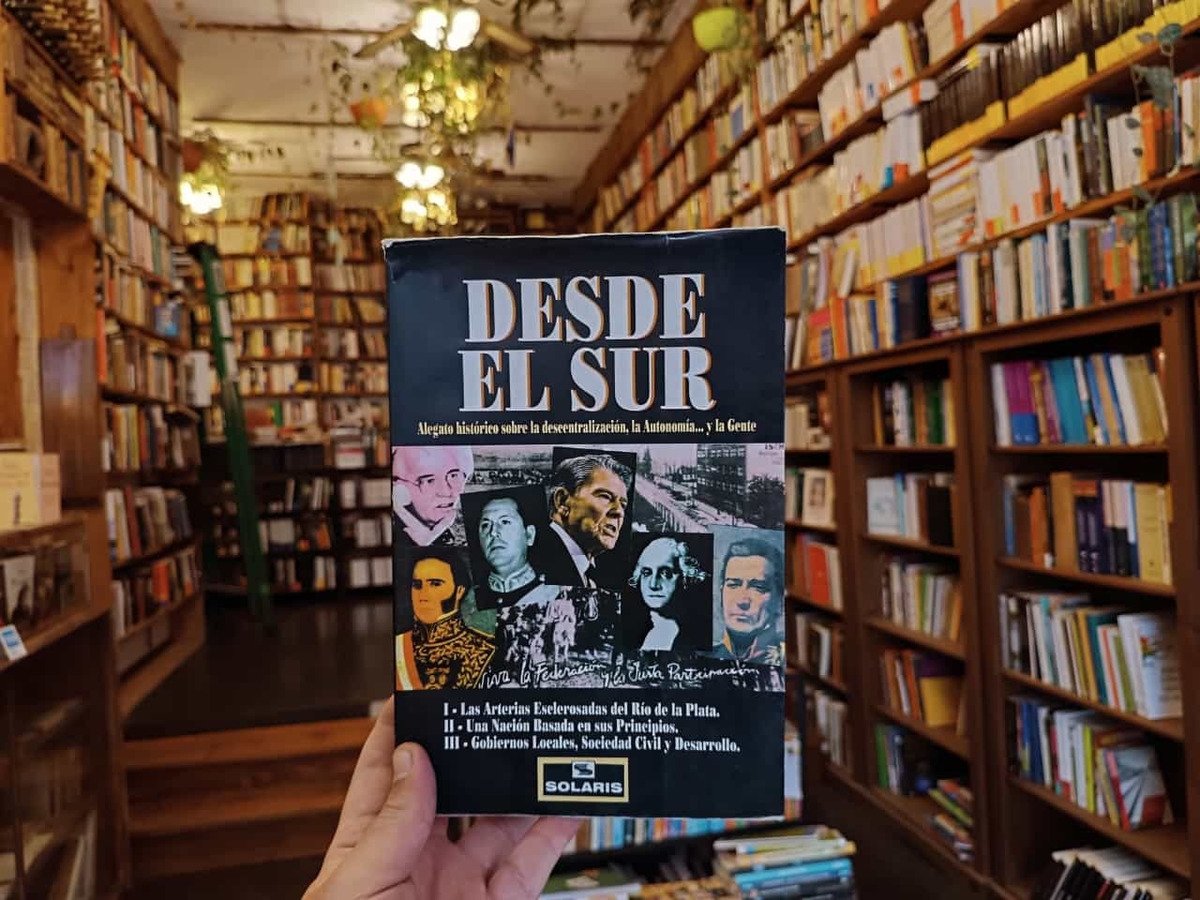 DESDE
EL SUR
Alegato histórico sobre la descentralización, la Autonomía... y la Gente
Viva la Federación y la Justa Participación
I - Las Arterias Esclerosadas del Río de la Plata.
II - Una Nación Basada en sus Principios.
III - Gobiernos Locales, Sociedad Civil y Desarrollo.
S
SOLARIS